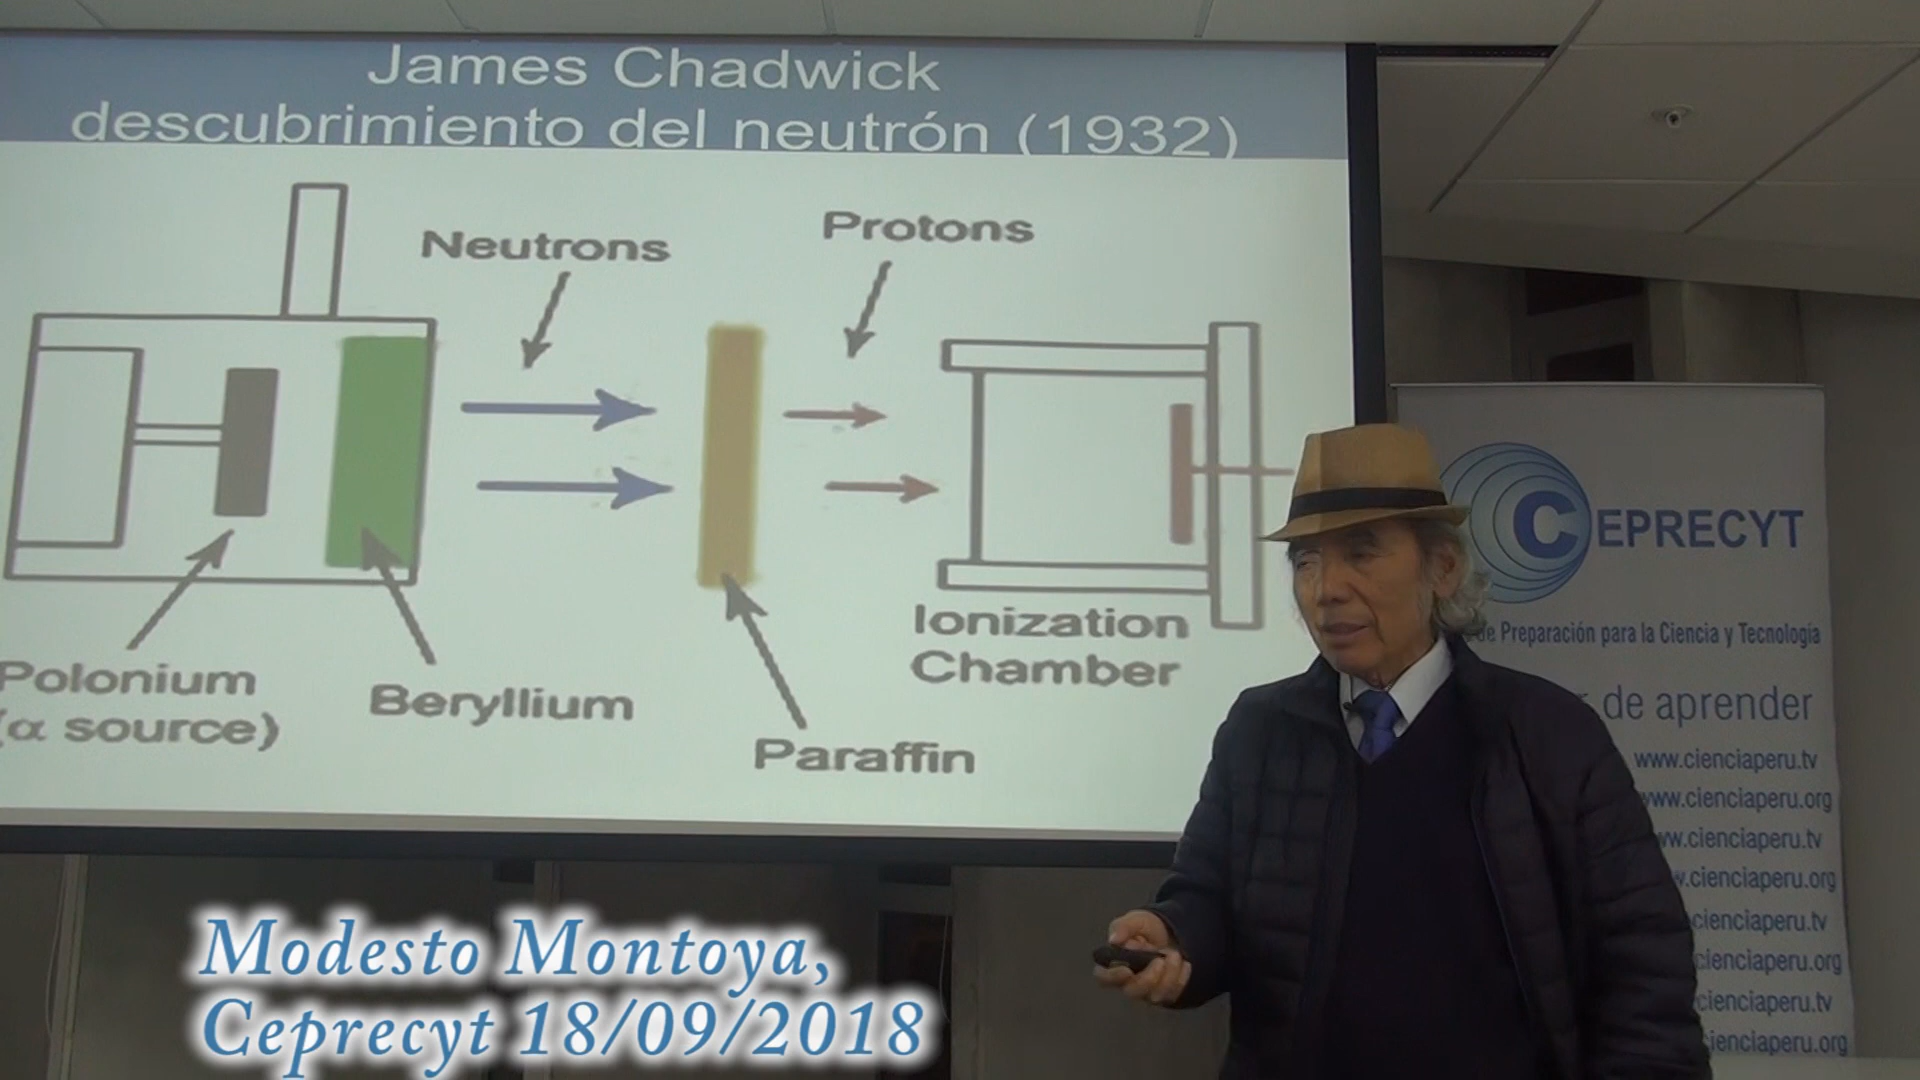 James Chadwick
descubrimiento del neutrón (1932)
Neutrons
Protons
Polonium
(α source)
Beryllium
Paraffin
Ionization
Chamber
CEPRECYT
de Preparación para la Ciencia y Tecnología
de aprender
www.cienciaperu.tv
www.cienciaperu.org
ww.cienciaperu.tv
w.cienciaperu.org
cienciaperu.tv
cienciaperu.org
cienciaperu.tv
cienciaperu.org
Modesto Montoya,
Ceprecyt 18/09/2018